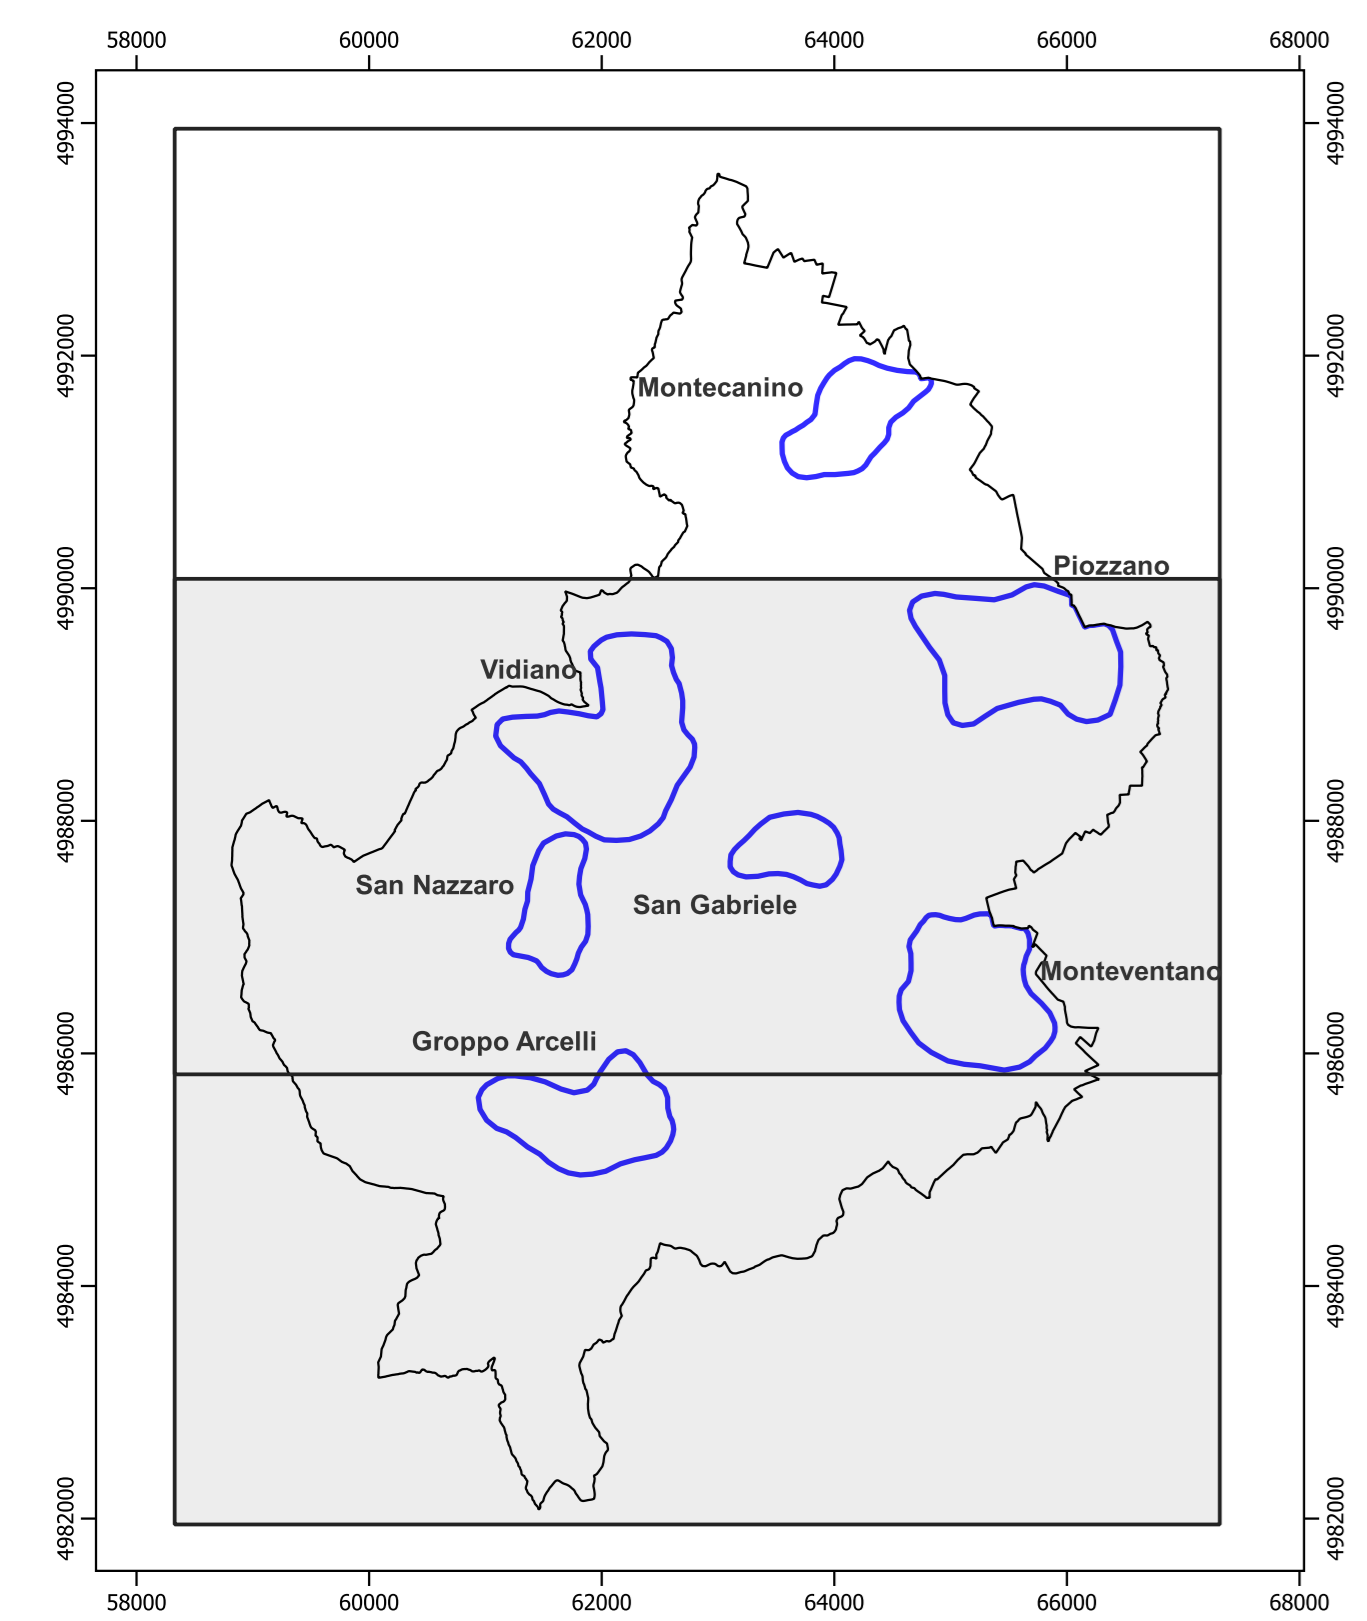 58000 60000 62000 64000 66000 68000
4994000 4994000
4992000 4992000
Montecanino
Piozzano
4990000 4990000
Vidiano
4988000 4988000
San Nazzaro
San Gabriele
Monteventano
4986000 4986000
Groppo Arcelli
4984000 4984000
4982000 4982000
58000 60000 62000 64000 66000 68000